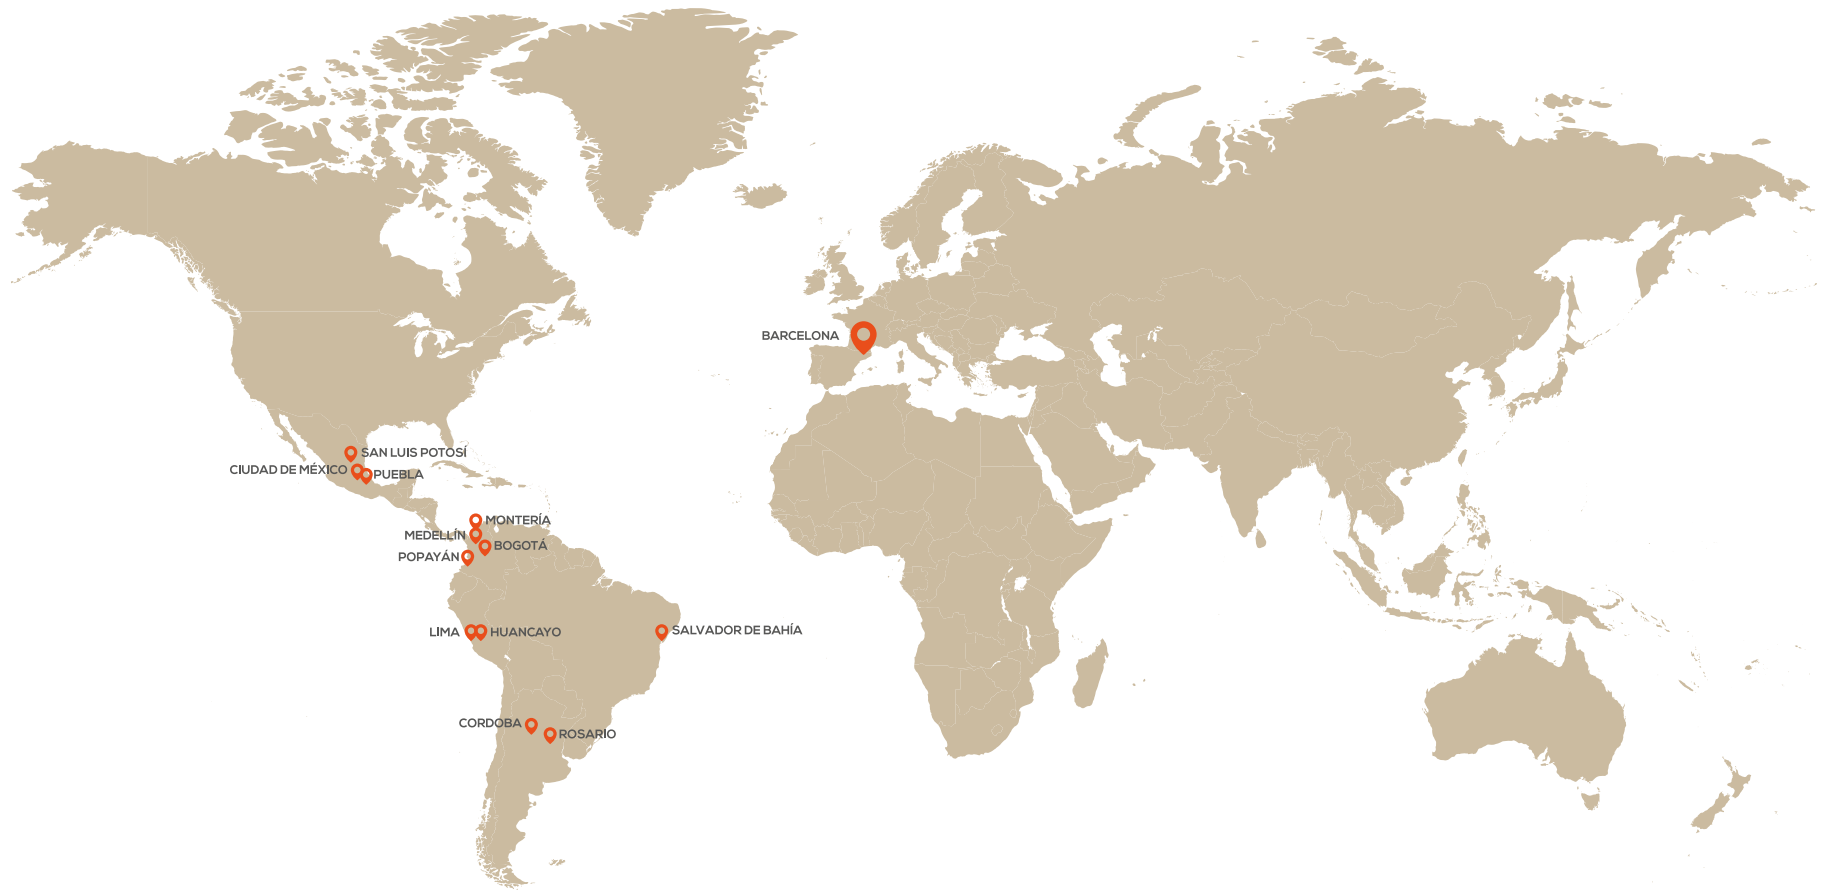 BARCELONA
SAN LUIS POTOSÍ
CIUDAD DE MÉXICO
PUEBLA
MONTERÍA
MEDELLÍN
BOGOTÁ
POPAYÁN
LIMA
HUANCAYO
SALVADOR DE BAHÍA
CORDOBA
ROSARIO